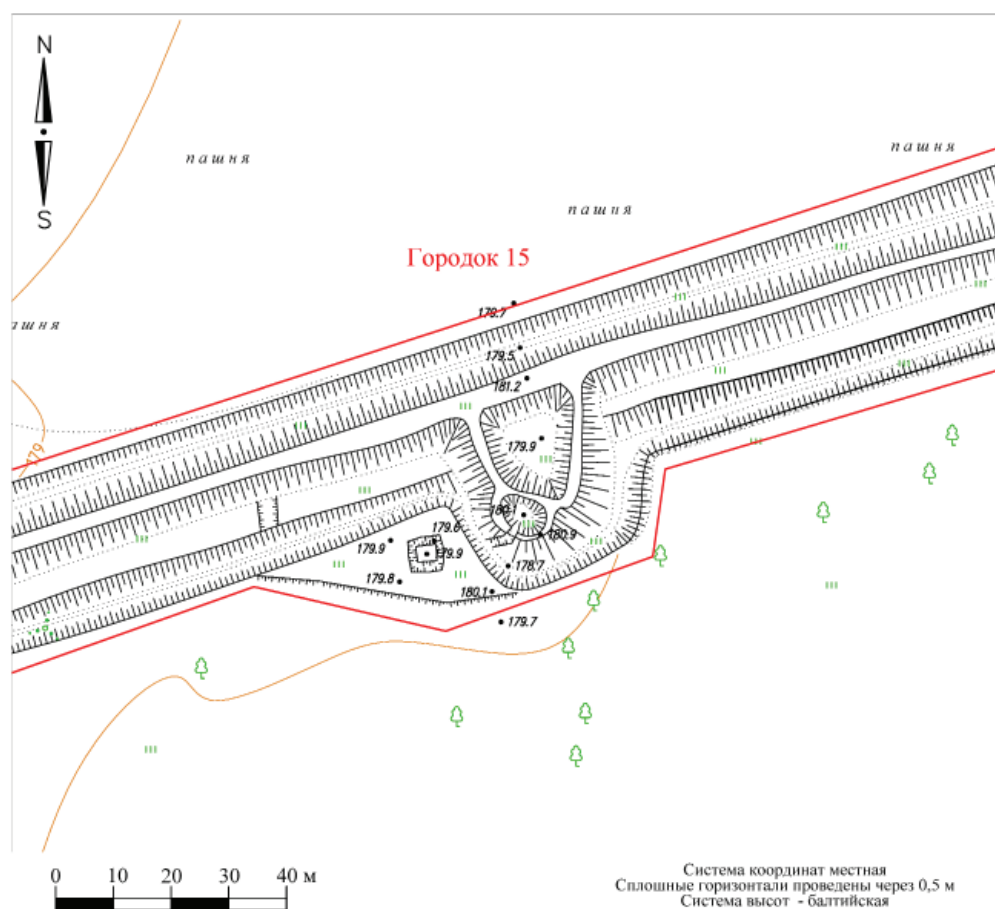 N
S
пашня
пашня
пашня
Городок 15
179.7
ашня
179.5
181.2
179.9
179
180.1
179.6
180.9
179.9
79.9
178.7
179.8
180.1
179.7
0 10 20 30 40 м
Система координат местная
Сплошные горизонтали проведены через 0,5 м
Система высот - балтийская